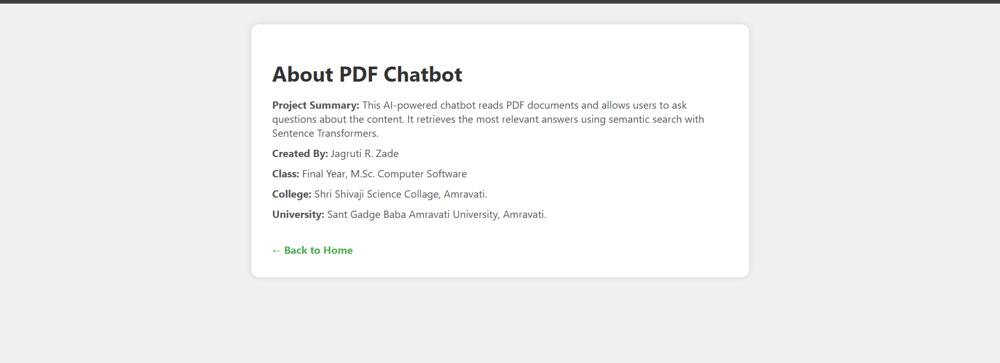 About PDF Chatbot
Project Summary: This AI-powered chatbot reads PDF documents and allows users to ask
questions about the content. It retrieves the most relevant answers using semantic search with
Sentence Transformers.
Created By: Jagruti R. Zade
Class: Final Year, M.Sc. Computer Software
College: Shri Shivaji Science Collage, Amravati.
University: Sant Gadge Baba Amravati University, Amravati.
← Back to Home